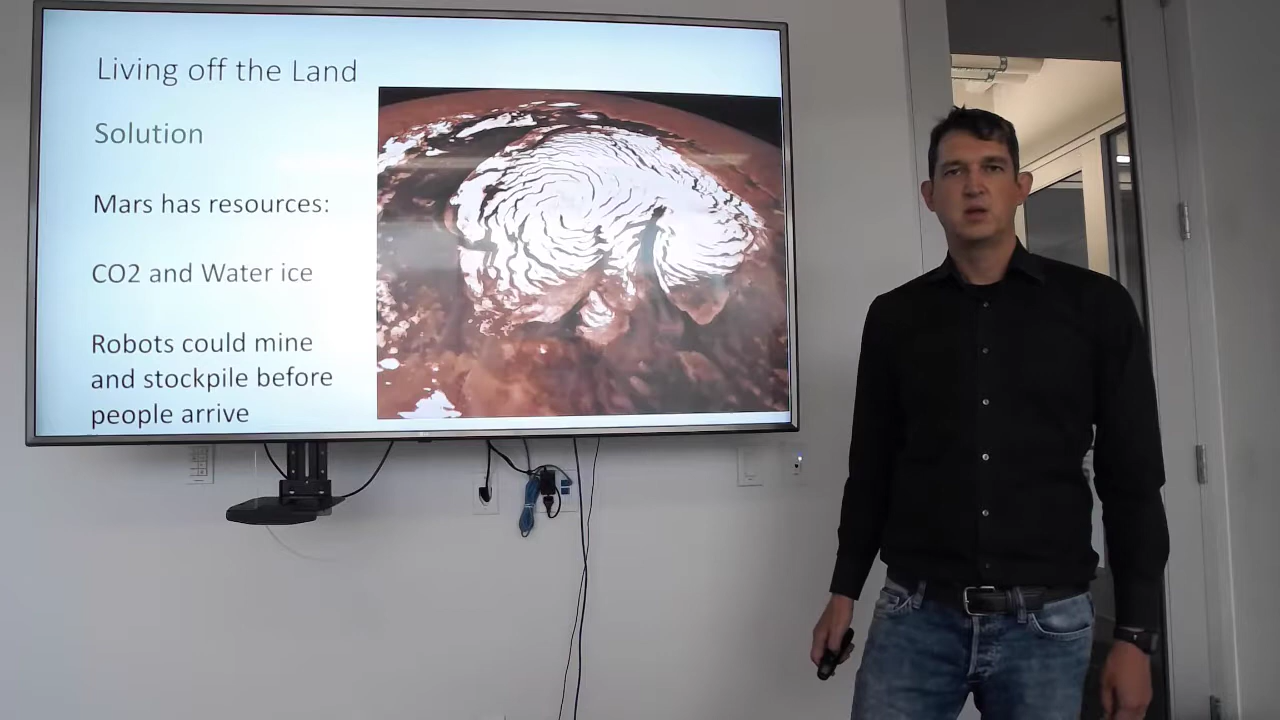 Living off the Land
Solution
Mars has resources:
CO2 and Water ice
Robots could mine
and stockpile before
people arrive